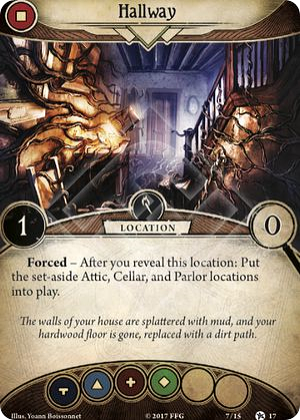 Hallway
1
LOCATION
0
Forced – After you reveal this location: Put
the set-aside Attic, Cellar, and Parlor locations
into play.
The walls of your house are splattered with mud, and your
hardwood floor is gone, replaced with a dirt path.
Illus. Yoann Boissonnet
© 2017 FFG
7/15
17